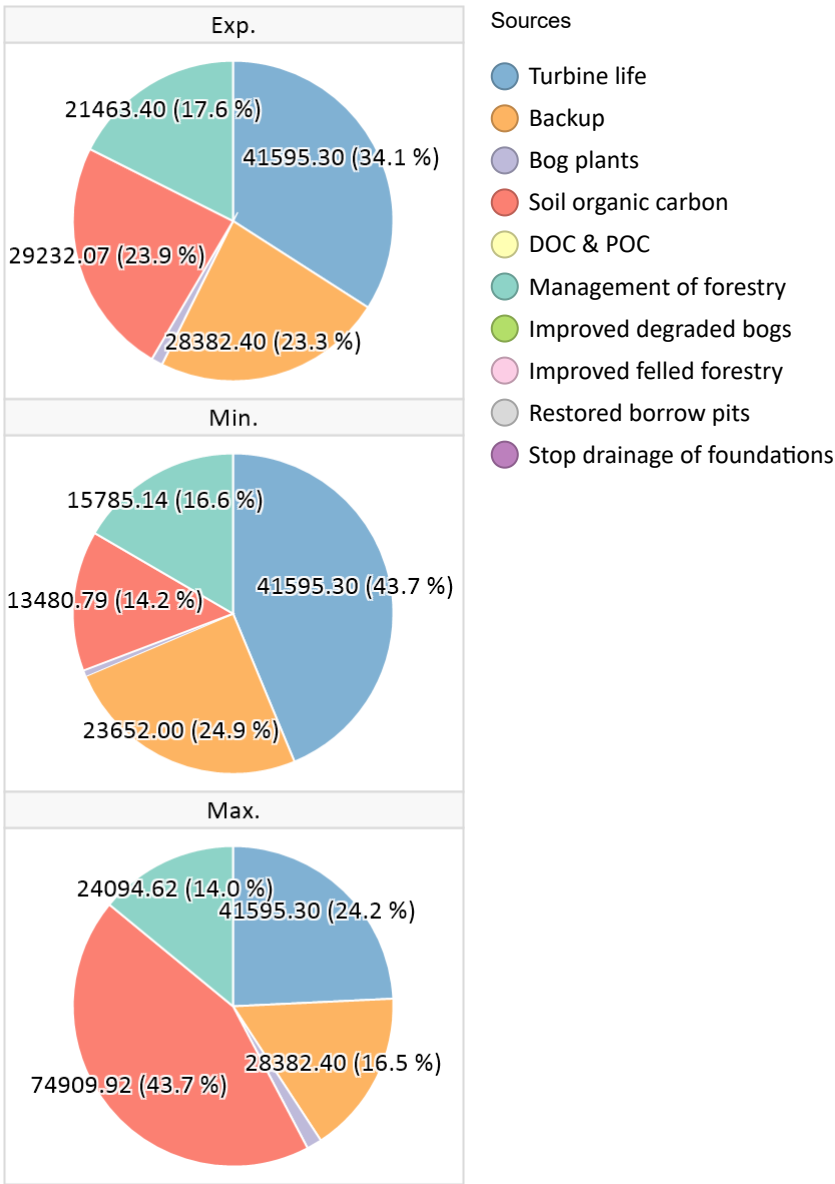 Exp.
21463.40 (17.6 %)
41595.30 (34.1 %)
29232.07 (23.9 %)
28382.40 (23.3 %)
Min.
15785.14 (16.6 %)
41595.30 (43.7 %)
13480.79 (14.2 %)
23652.00 (24.9 %)
Max.
24094.62 (14.0 %)
41595.30 (24.2 %)
28382.40 (16.5 %)
74909.92 (43.7 %)
Sources
Turbine life
Backup
Bog plants
Soil organic carbon
DOC & POC
Management of forestry
Improved degraded bogs
Improved felled forestry
Restored borrow pits
Stop drainage of foundations